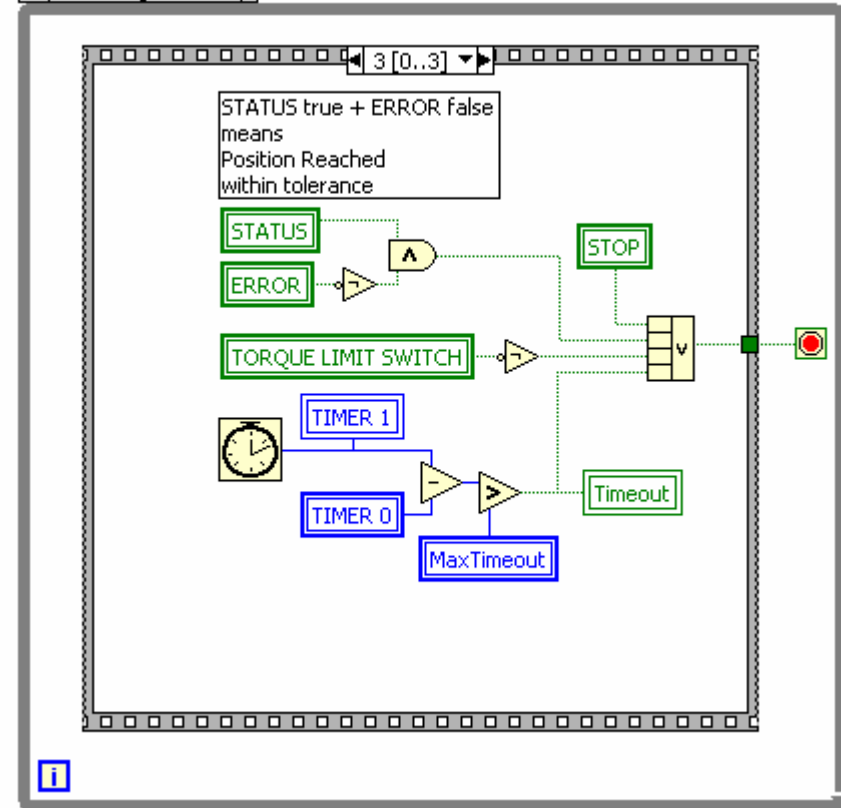 3 [0..3]
STATUS true + ERROR false
means
Position Reached
within tolerance
STATUS
ERROR
STOP
TORQUE LIMIT SWITCH
TIMER 1
TIMER 0
Timeout
MaxTimeout
i